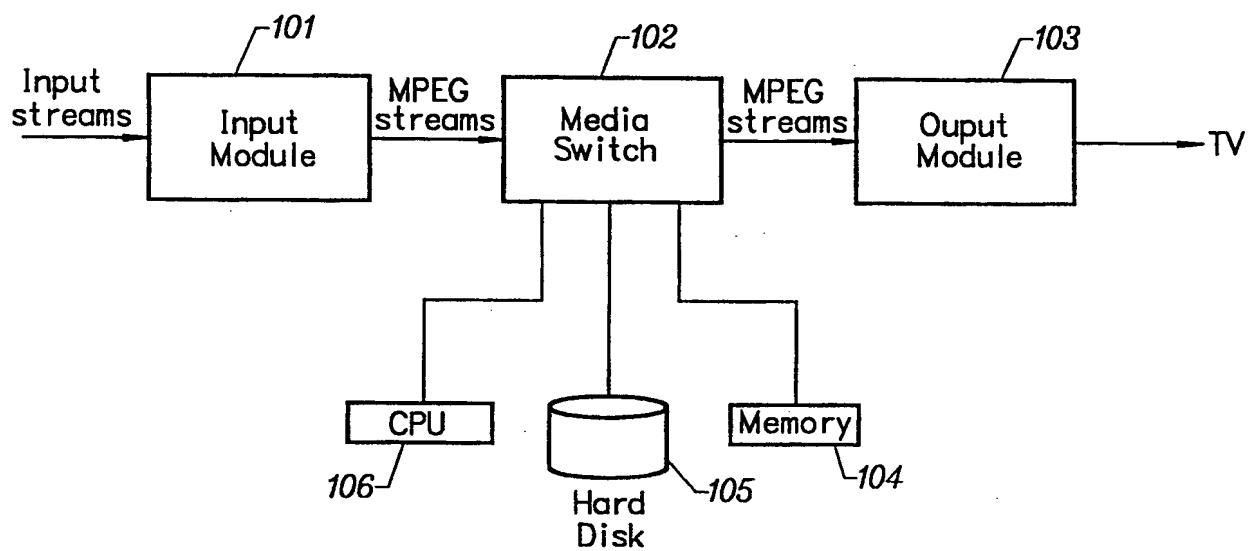 101
102
103
Input
streams
Input
Module
MPEG
streams
Media
Switch
MPEG
streams
Ouput
Module
TV
CPU
106
Hard
Disk
105
Memory
104